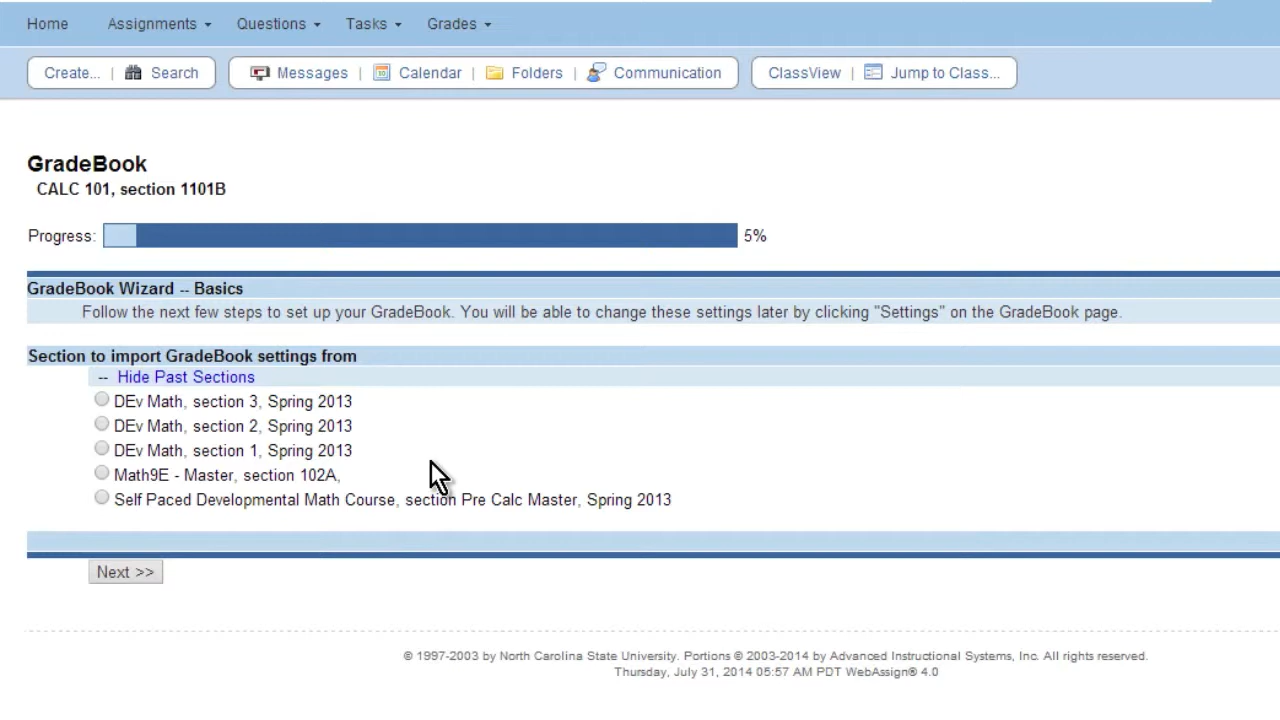 Home Assignments Questions Tasks Grades
Create... | Search Messages | Calendar | Folders | Communication ClassView | Jump to Class...
GradeBook
CALC 101, section 1101B
Progress: 5%
GradeBook Wizard -- Basics
Follow the next few steps to set up your GradeBook. You will be able to change these settings later by clicking "Settings" on the GradeBook page.
Section to import GradeBook settings from
-- Hide Past Sections
DEv Math, section 3, Spring 2013
DEv Math, section 2, Spring 2013
DEv Math, section 1, Spring 2013
Math9E - Master, section 102A,
Self Paced Developmental Math Course, section Pre Calc Master, Spring 2013
Next >>
© 1997-2003 by North Carolina State University. Portions © 2003-2014 by Advanced Instructional Systems, Inc. All rights reserved.
Thursday, July 31, 2014 05:57 AM PDT WebAssign® 4.0